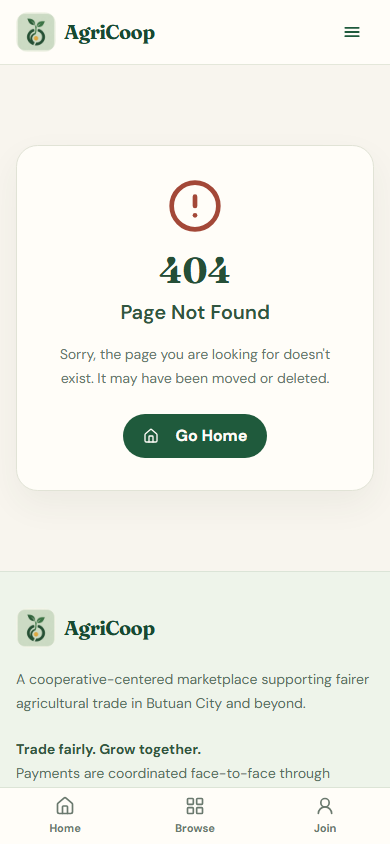 AgriCoop
404
Page Not Found
Sorry, the page you are looking for doesn't
exist. It may have been moved or deleted.
Go Home
AgriCoop
A cooperative-centered marketplace supporting fairer
agricultural trade in Butuan City and beyond.
Trade fairly. Grow together.
Payments are coordinated face-to-face through
Home Browse Join